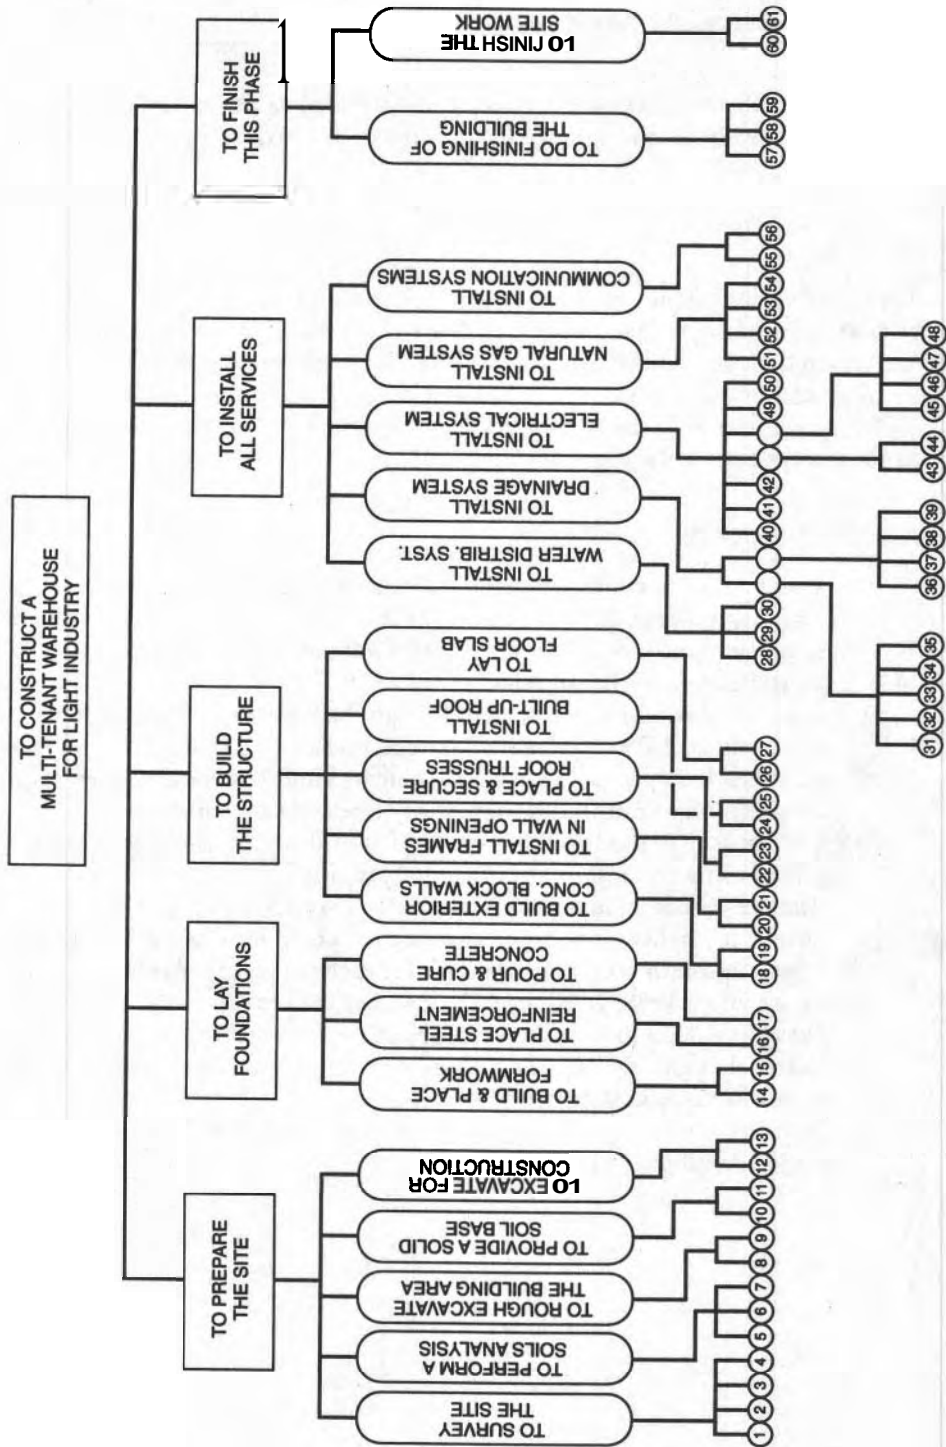 TO CONSTRUCT A
MULTI-TENANT WAREHOUSE
FOR LIGHT INDUSTRY
TO PREPARE
THE SITE
TO LAY
FOUNDATIONS
TO BUILD
THE STRUCTURE
TO INSTALL
ALL SERVICES
TO FINISH
THIS PHASE
TO SURVEY
THE SITE
TO PERFORM A
SOILS ANALYSIS
TO ROUGH EXCAVATE
THE BUILDING AREA
TO PROVIDE A SOLID
SOIL BASE
TO EXCAVATE FOR
CONSTRUCTION
TO BUILD & PLACE
FORMWORK
TO PLACE STEEL
REINFORCEMENT
TO POUR & CURE
CONCRETE
TO BUILD EXTERIOR
CONC. BLOCK WALLS
TO INSTALL FRAMES
IN WALL OPENINGS
TO PLACE & SECURE
ROOF TRUSSES
TO INSTALL
BUILT-UP ROOF
TO LAY
FLOOR SLAB
TO INSTALL
WATER DISTRIB. SYST.
TO INSTALL
DRAINAGE SYSTEM
TO INSTALL
ELECTRICAL SYSTEM
TO INSTALL
NATURAL GAS SYSTEM
TO INSTALL
COMMUNICATION SYSTEMS
TO DO FINISHING OF
THE BUILDING
TO FINISH THE
SITE WORK
1 2 3 4 5 6 7 8 9 10 11 12 13 14 15 16 17 18 19 20 21 22 23 24 25 26 27 28 29 30 40 41 42 49 50 51 52 53 54 55 56 57 58 59 60 61
31 32 33 34 35 36 37 38 39 43 44 45 46 47 48